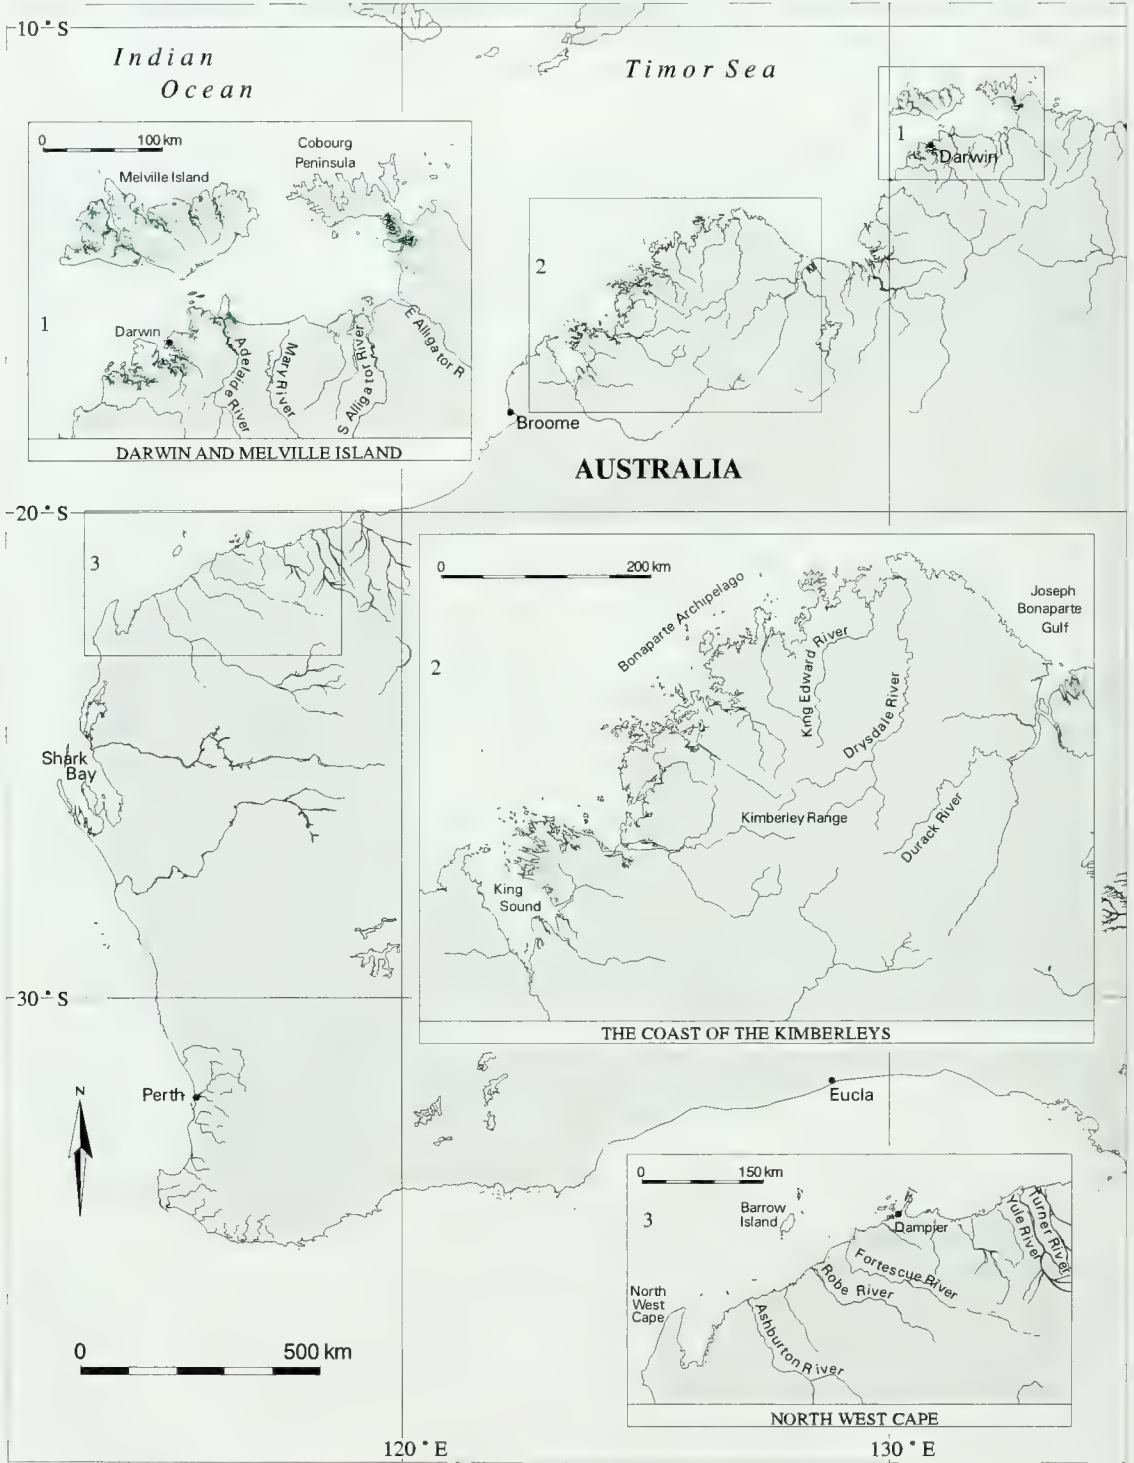 10° S
Indian
Ocean
Timor Sea
1
Darwin
0 100 km
Cobourg
Peninsula
Melville Island
1
Darwin
Adelaide River
Mary River
S Alligator River
E Alligator R
DARWIN AND MELVILLE ISLAND
2
Broome
AUSTRALIA
20° S
3
0 200 km
2
Bonaparte Archipelago
Joseph
Bonaparte
Gulf
King Edward River
Drysdale River
Kimberley Range
Durack River
King
Sound
THE COAST OF THE KIMBERLEYS
Shark
Bay
30° S
Perth
N
Eucla
0 150 km
3
Barrow
Island
Dampier
Yule River
Turner River
Fortescue River
Robe River
North
West
Cape
Ashburton River
NORTH WEST CAPE
0 500 km
120° E
130° E